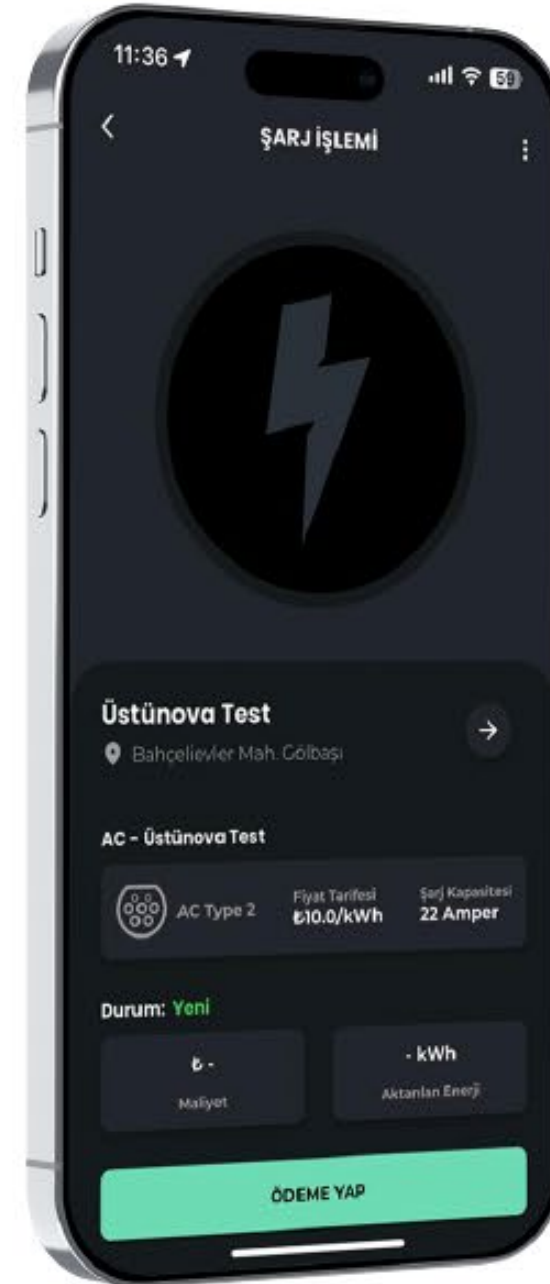 11:36
59
ŞARJ İŞLEMİ
Üstünova Test
Bahçelievler Mah. Gölbaşı
AC - Üstünova Test
AC Type 2
Fiyat Tarifesi
₺10.0/kWh
Şarj Kapasitesi
22 Amper
Durum: Yeni
₺ -
Maliyet
- kWh
Aktarılan Enerji
ÖDEME YAP